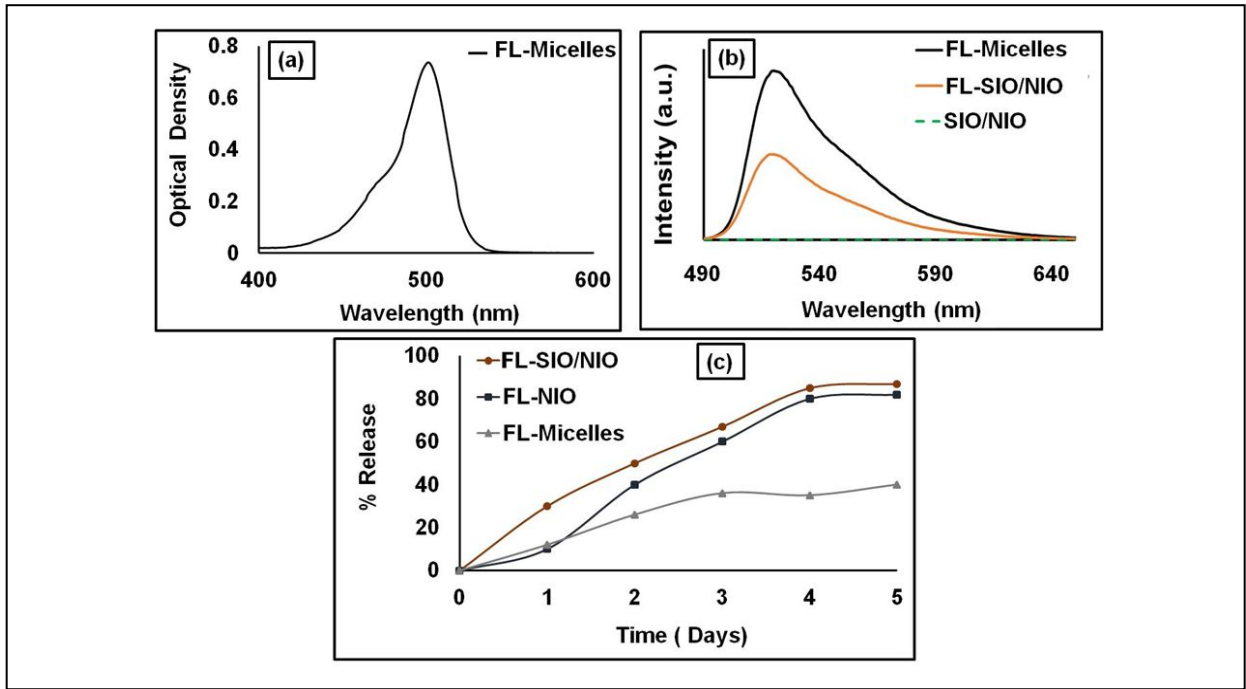 (a)
FL-Micelles
Optical Density
0.8
0.6
0.4
0.2
0
400
500
600
Wavelength (nm)
(b)
FL-Micelles
FL-SIO/NIO
SIO/NIO
Intensity (a.u.)
490
540
590
640
Wavelength (nm)
(c)
FL-SIO/NIO
FL-NIO
FL-Micelles
% Release
100
80
60
40
20
0
0
1
2
3
4
5
Time ( Days)